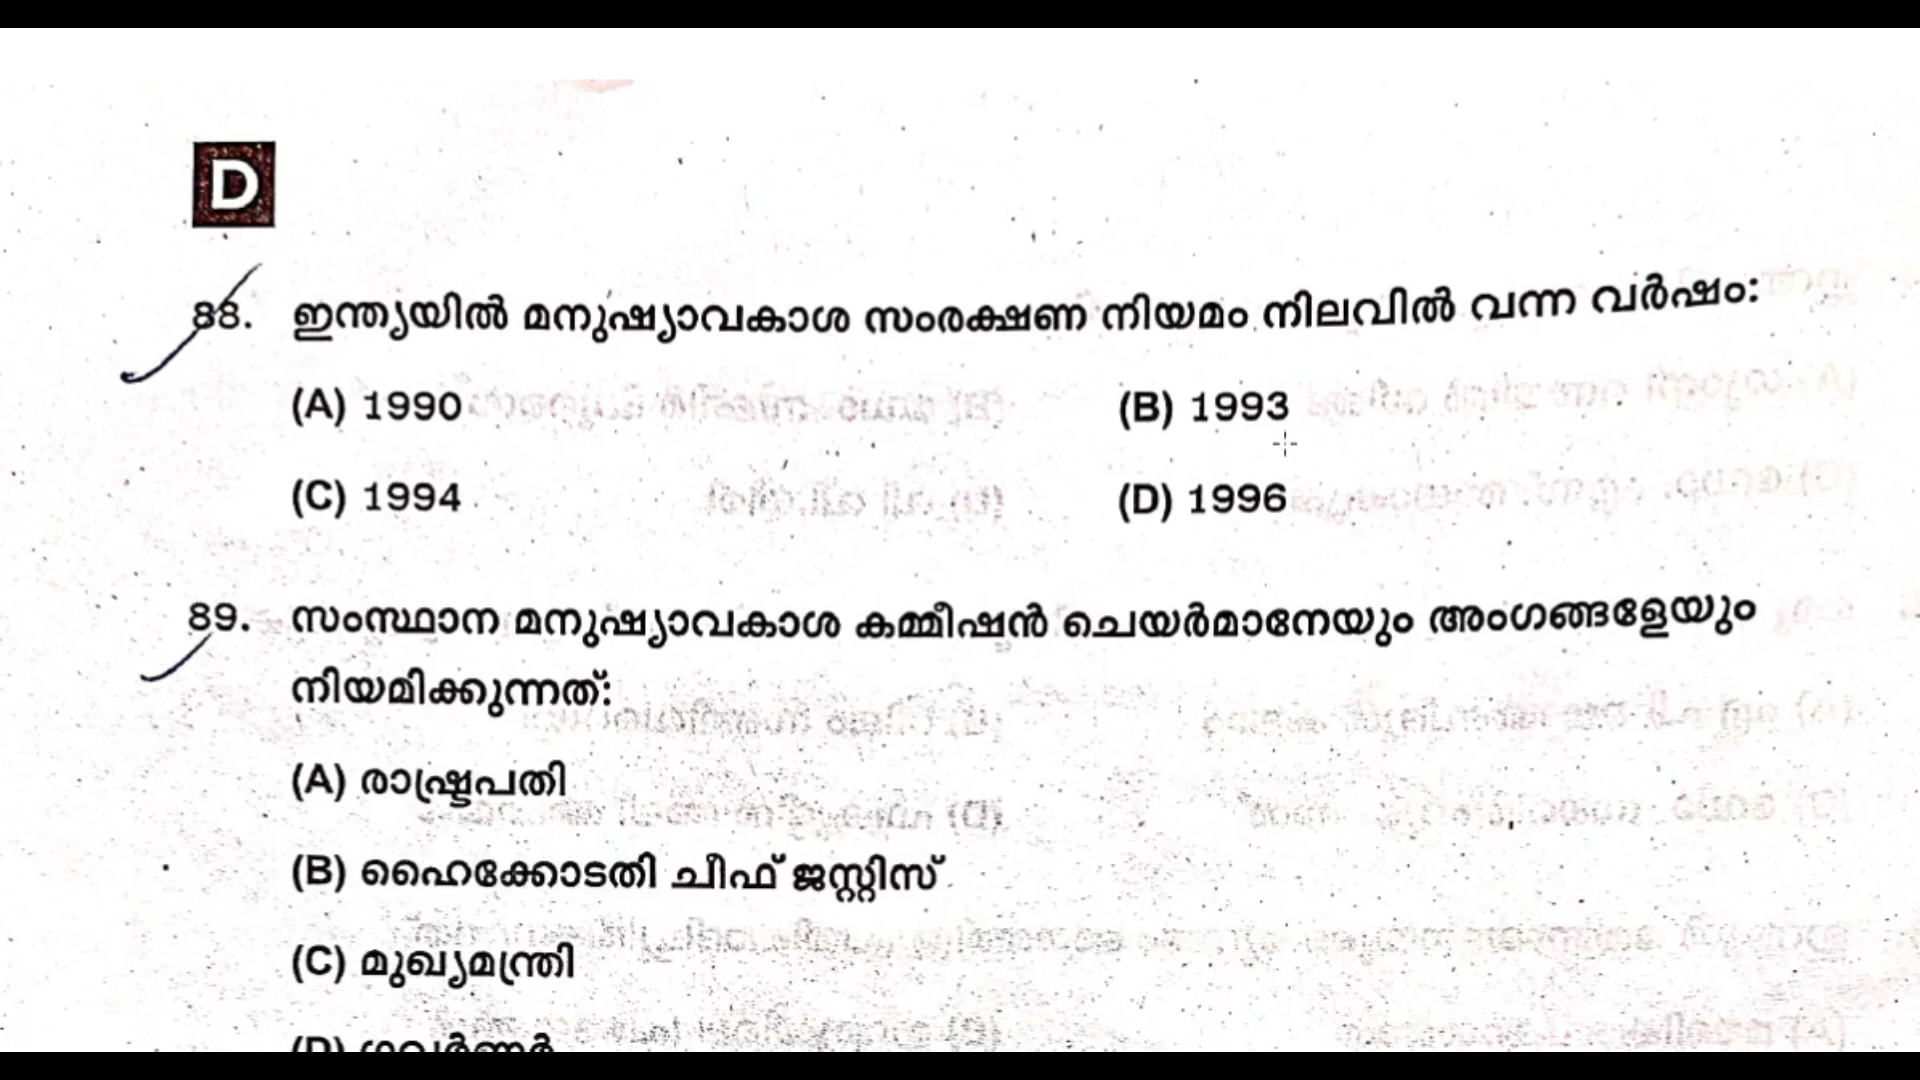 D
88. ഇന്ത്യയിൽ മനുഷ്യാവകാശ സംരക്ഷണ നിയമം നിലവിൽ വന്ന വർഷം:
(A) 1990 (B) 1993
(C) 1994 (D) 1996
89. സംസ്ഥാന മനുഷ്യാവകാശ കമ്മീഷൻ ചെയർമാനേയും അംഗങ്ങളേയും
നിയമിക്കുന്നത്:
(A) രാഷ്ട്രപതി
(B) ഹൈക്കോടതി ചീഫ് ജസ്റ്റിസ്
(C) മുഖ്യമന്ത്രി
(D) ഗവർണർ